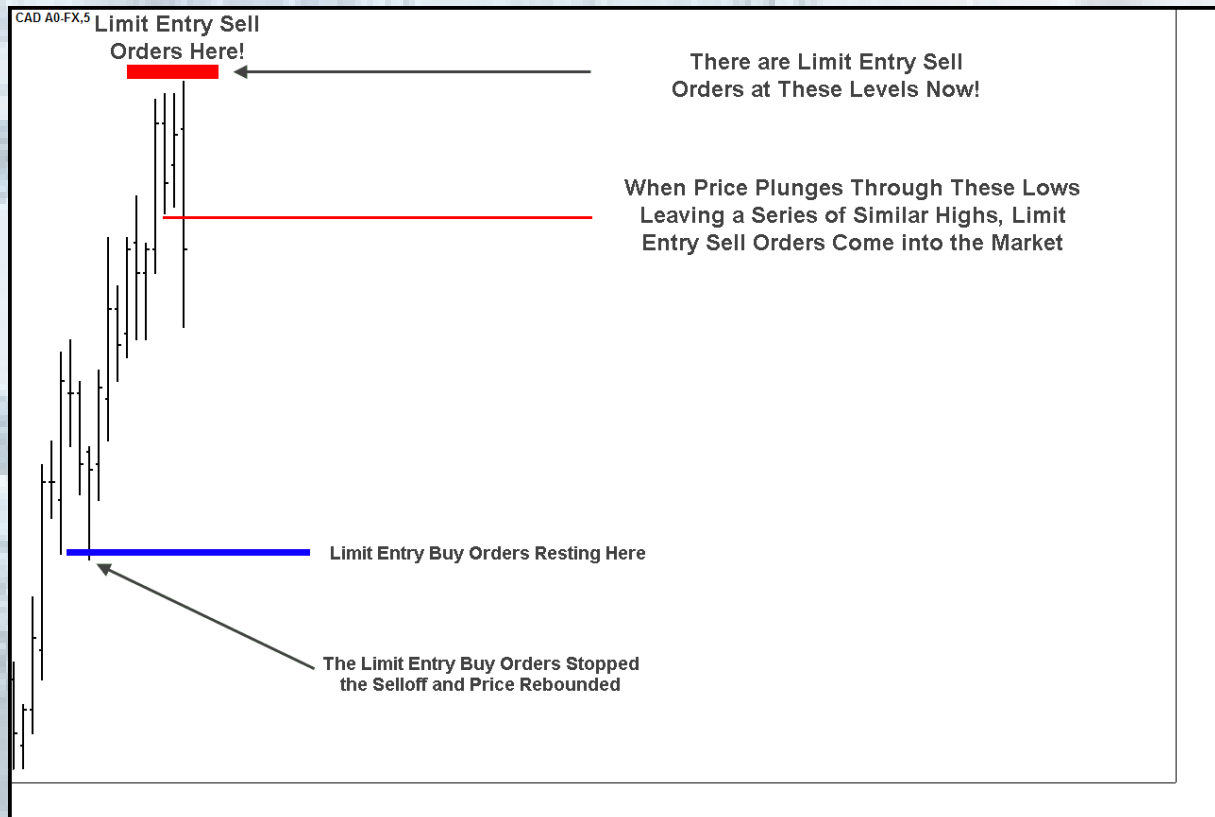 CAD A0-FX,5
Limit Entry Sell
Orders Here!
There are Limit Entry Sell
Orders at These Levels Now!
When Price Plunges Through These Lows
Leaving a Series of Similar Highs, Limit
Entry Sell Orders Come into the Market
Limit Entry Buy Orders Resting Here
The Limit Entry Buy Orders Stopped
the Selloff and Price Rebounded